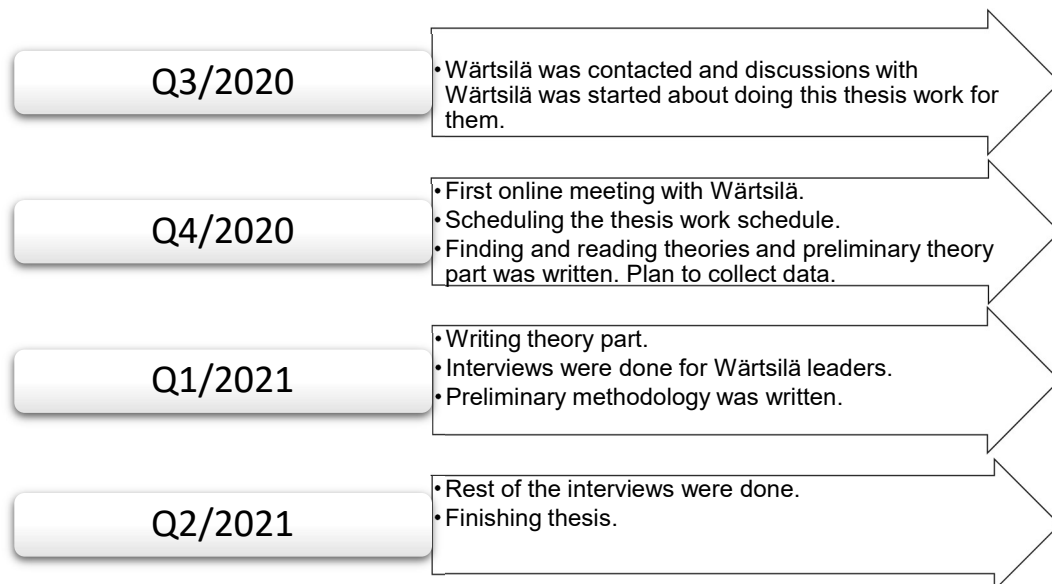 Q3/2020
•Wärtsilä was contacted and discussions with
Wärtsilä was started about doing this thesis work for
them.
Q4/2020
•First online meeting with Wärtsilä.
•Scheduling the thesis work schedule.
•Finding and reading theories and preliminary theory
part was written. Plan to collect data.
Q1/2021
•Writing theory part.
•Interviews were done for Wärtsilä leaders.
•Preliminary methodology was written.
Q2/2021
•Rest of the interviews were done.
•Finishing thesis.